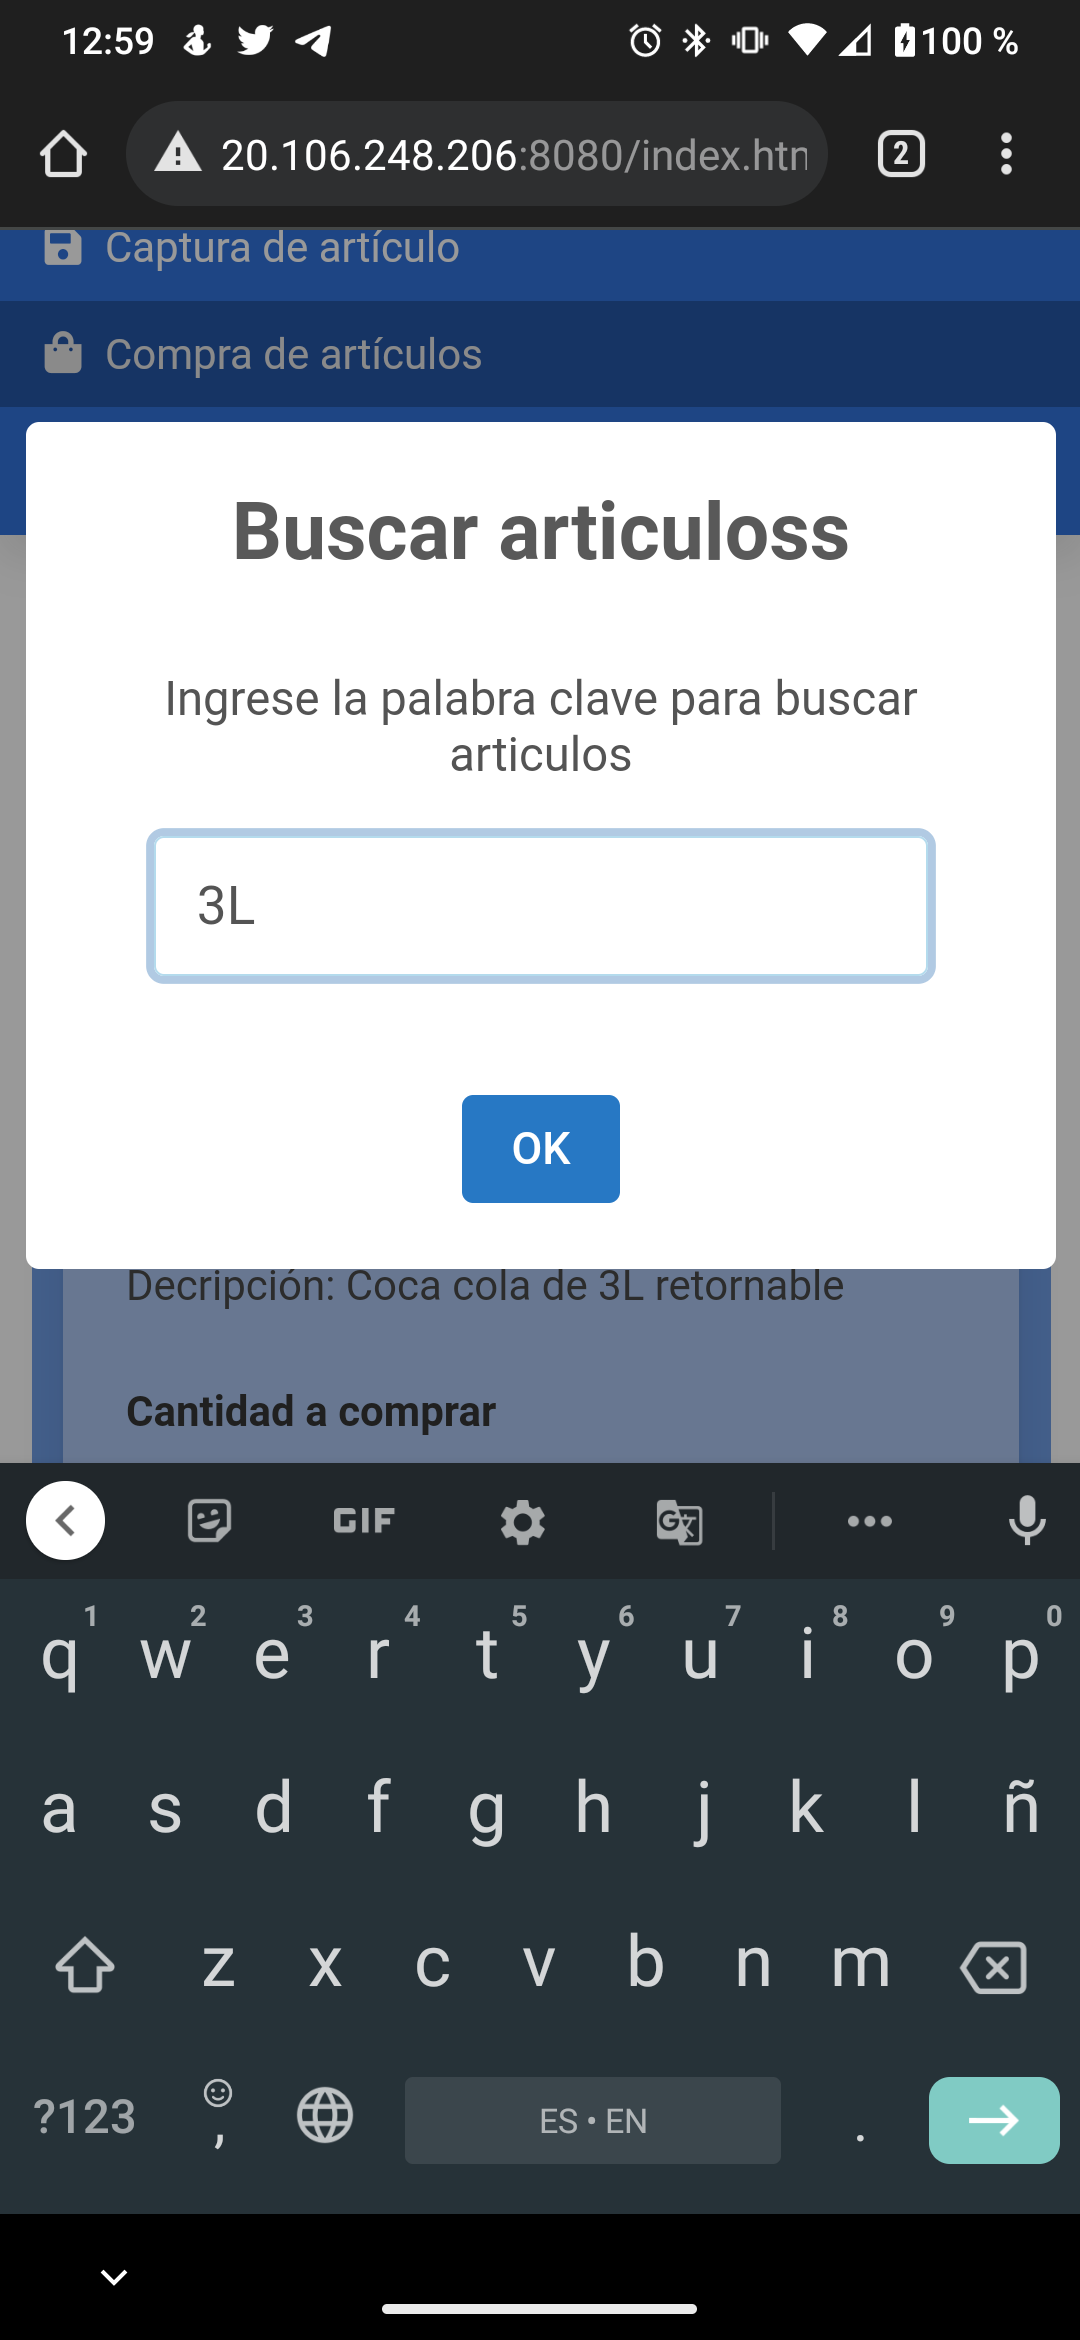 12:59 100 %
20.106.248.206:8080/index.htn
2
Captura de artículo
Compra de artículos
Buscar articuloss
Ingrese la palabra clave para buscar
articulos
3L
OK
Decripción: Coca cola de 3L retornable
Cantidad a comprar
GIF G
1 2 3 4 5 6 7 8 9 0
q w e r t y u i o p
a s d f g h j k l ñ
z x c v b n m
?123 , ES • EN .